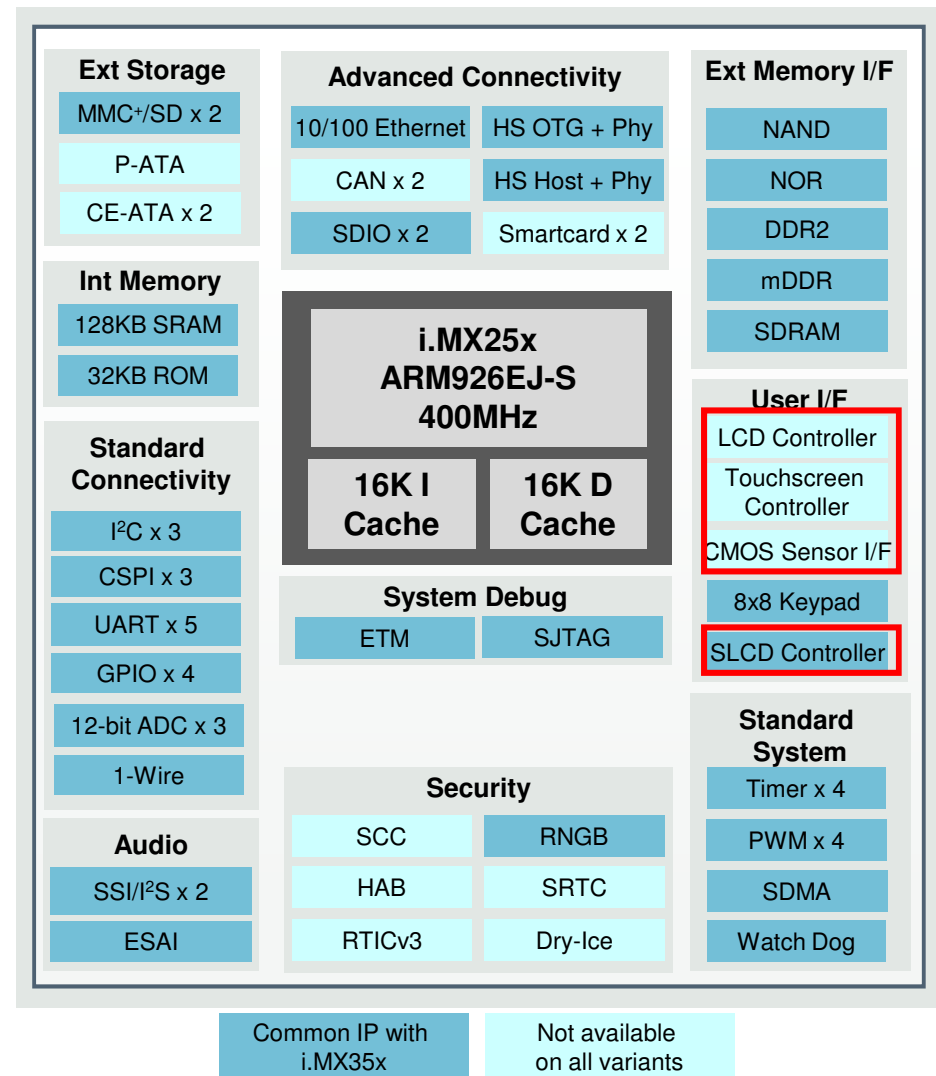 Ext Storage
MMC⁺/SD x 2
P-ATA
CE-ATA x 2
Int Memory
128KB SRAM
32KB ROM
Standard
Connectivity
I²C x 3
CSPI x 3
UART x 5
GPIO x 4
12-bit ADC x 3
1-Wire
Audio
SSI/I²S x 2
ESAI
Advanced Connectivity
10/100 Ethernet
HS OTG + Phy
CAN x 2
HS Host + Phy
SDIO x 2
Smartcard x 2
i.MX25x
ARM926EJ-S
400MHz
16K I
Cache
16K D
Cache
System Debug
ETM
SJTAG
Security
SCC
RNGB
HAB
SRTC
RTICv3
Dry-Ice
Ext Memory I/F
NAND
NOR
DDR2
mDDR
SDRAM
User I/F
LCD Controller
Touchscreen
Controller
CMOS Sensor I/F
8x8 Keypad
SLCD Controller
Standard
System
Timer x 4
PWM x 4
SDMA
Watch Dog
Common IP with
i.MX35x
Not available
on all variants